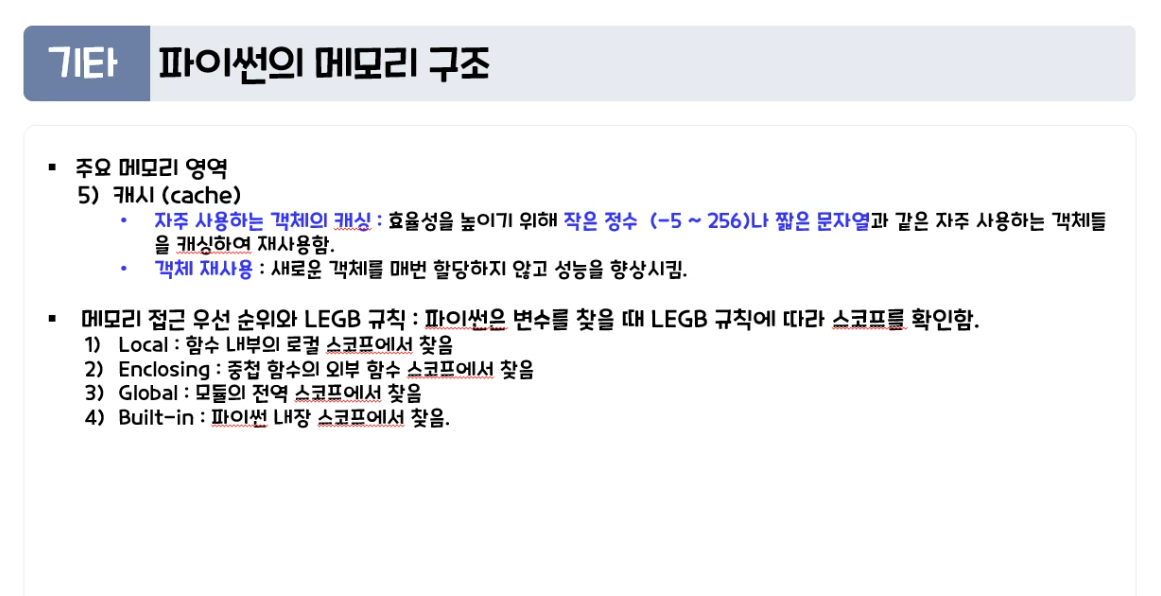 기타 파이썬의 메모리 구조
▪ 주요 메모리 영역
5) 캐시 (cache)
• 자주 사용하는 객체의 캐싱 : 효율성을 높이기 위해 작은 정수 (-5 ~ 256)나 짧은 문자열과 같은 자주 사용하는 객체들
을 캐싱하여 재사용함.
• 객체 재사용 : 새로운 객체를 매번 할당하지 않고 성능을 향상시킴.
▪ 메모리 접근 우선 순위와 LEGB 규칙 : 파이썬은 변수를 찾을 때 LEGB 규칙에 따라 스코프를 확인함.
1) Local : 함수 내부의 로컬 스코프에서 찾음
2) Enclosing : 중첩 함수의 외부 함수 스코프에서 찾음
3) Global : 모듈의 전역 스코프에서 찾음
4) Built-in : 파이썬 내장 스코프에서 찾음.